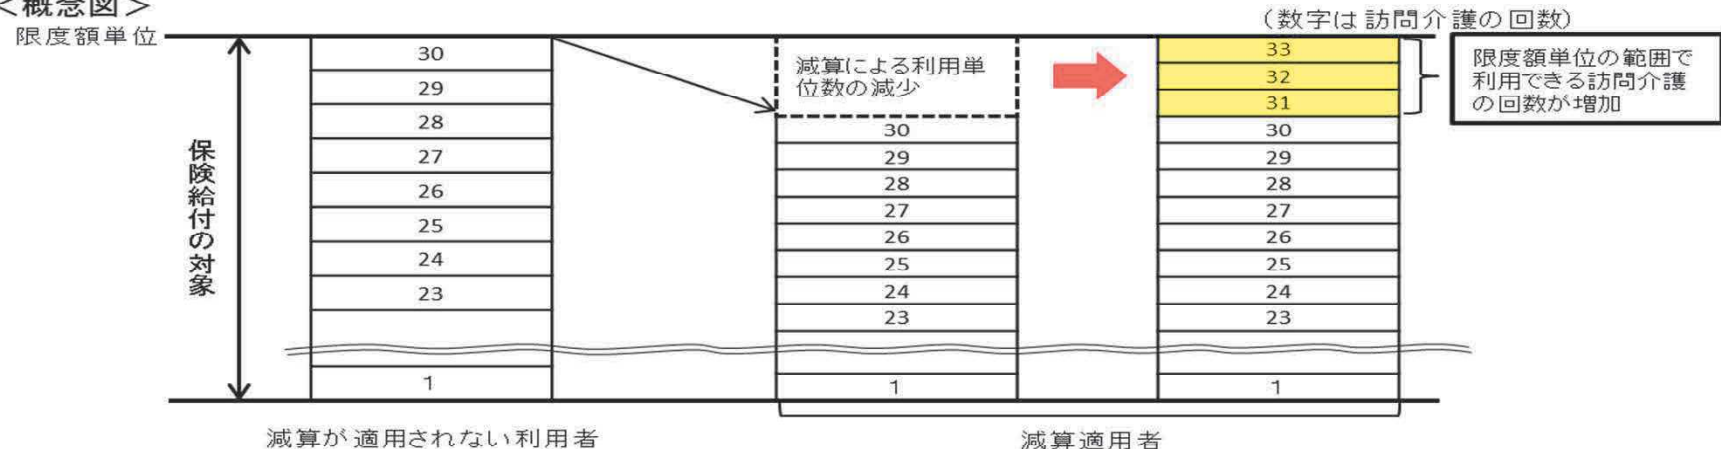 ＜概念図＞
（数字は訪問介護の回数）
限度額単位
保険給付の対象
30
29
28
27
26
25
24
23
1
減算による利用単
位数の減少
30
29
28
27
26
25
24
23
1
33
32
31
30
29
28
27
26
25
24
23
1
限度額単位の範囲で
利用できる訪問介護
の回数が増加
減算が適用されない利用者
減算適用者